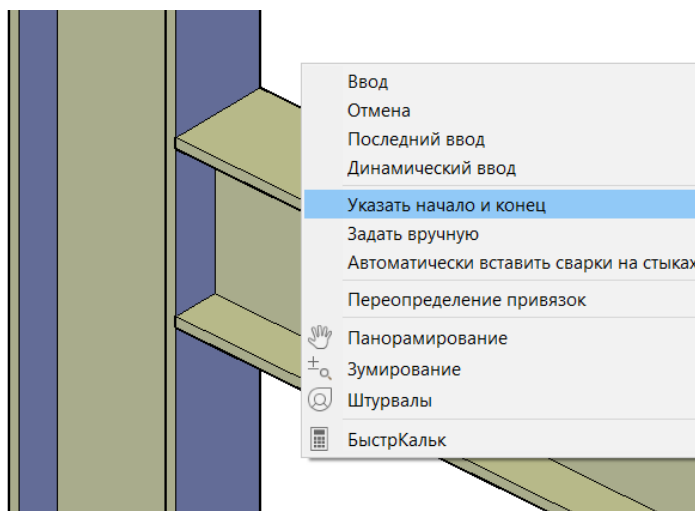 Ввод
Отмена
Последний ввод
Динамический ввод
Указать начало и конец
Задать вручную
Автоматически вставить сварки на стыках
Переопределение привязок
Панорамирование
Зумирование
Штурвалы
БыстрКальк